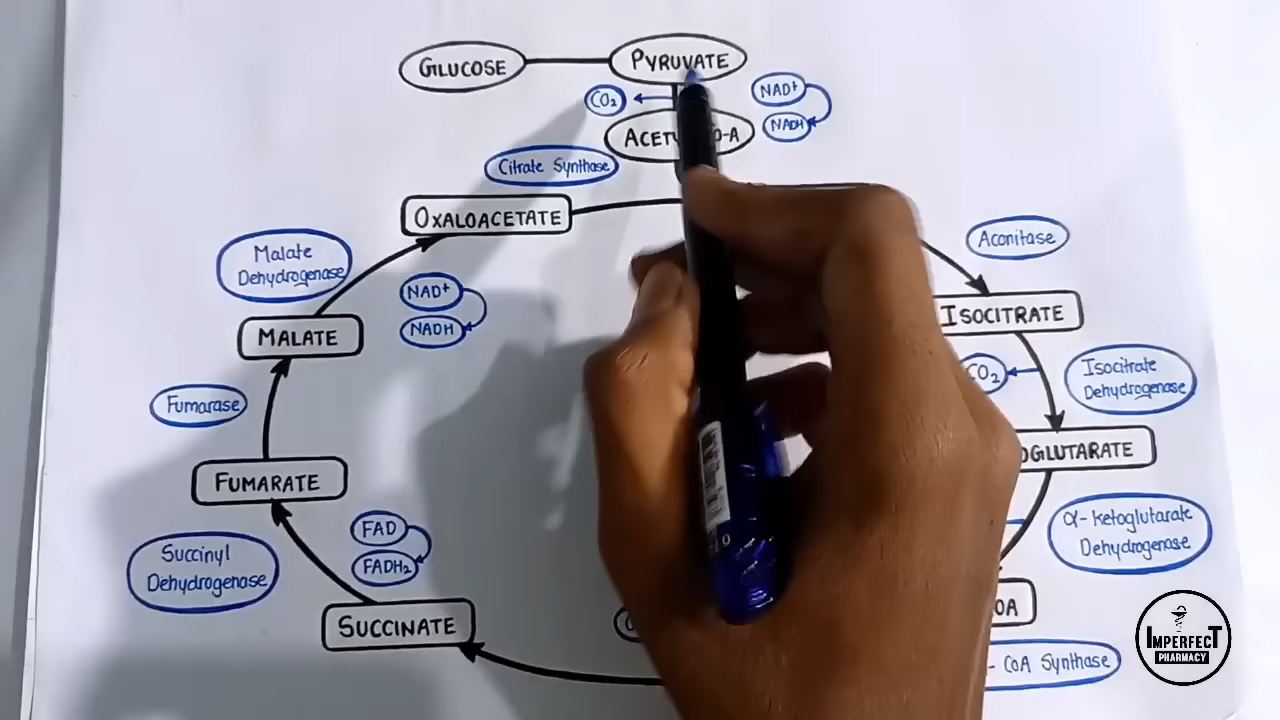 GLUCOSE
PYRUVATE
CO₂
NAD⁺
NADH
Citrate Synthase
OXALOACETATE
Malate
Dehydrogenase
Aconitase
NAD⁺
NADH
ISOCITRATE
MALATE
CO₂
Isocitrate
Dehydrogenase
Fumarase
FUMARATE
α-ketoglutarate
Dehydrogenase
FAD
FADH₂
Succinyl
Dehydrogenase
SUCCINATE
COA Synthase
IMPERFECT
PHARMACY